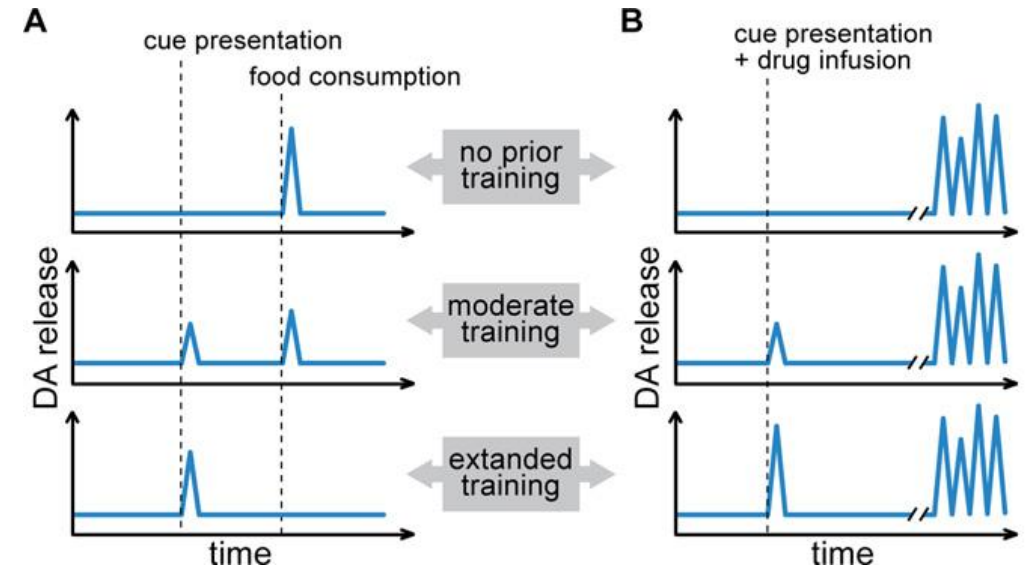 A
cue presentation
food consumption
B
cue presentation
+ drug infusion
no prior
training
DA release
moderate
training
DA release
extanded
training
time
time